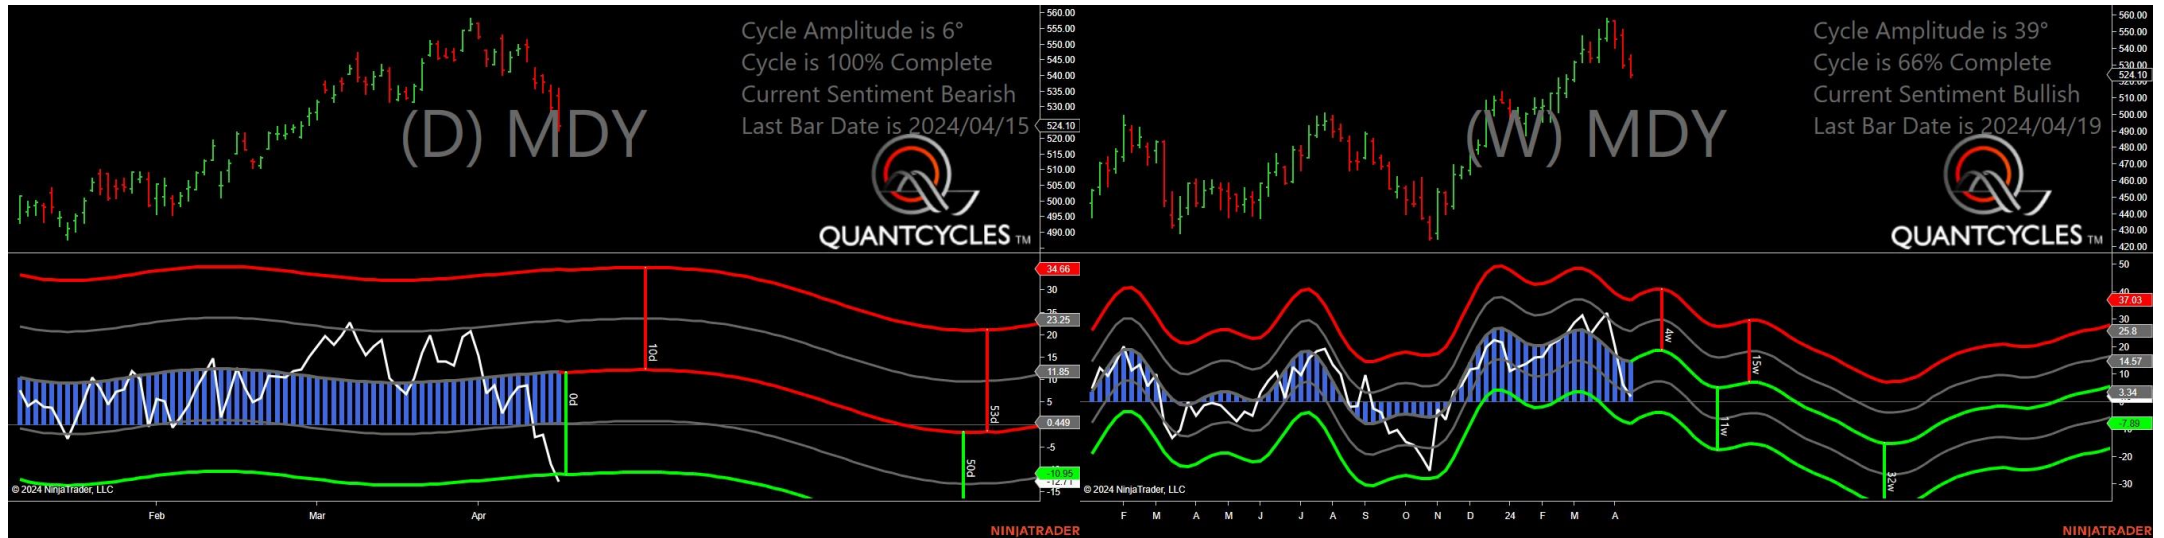 Cycle Amplitude is 6°
Cycle is 100% Complete
Current Sentiment Bearish
Last Bar Date is 2024/04/15
(D) MDY
QUANTCYCLES TM
560.00
555.00
550.00
545.00
540.00
535.00
530.00
524.10
520.00
515.00
510.00
505.00
500.00
495.00
490.00
34.66
30
23.25
20
15
11.85
10
5
0.449
-5
-10.95
-12.71
-15
0d
10d
50d
53d
© 2024 NinjaTrader, LLC
Feb Mar Apr
NINJATRADER
Cycle Amplitude is 39°
Cycle is 66% Complete
Current Sentiment Bullish
Last Bar Date is 2024/04/19
(W) MDY
QUANTCYCLES TM
560.00
550.00
540.00
530.00
524.10
510.00
500.00
490.00
480.00
470.00
460.00
450.00
440.00
430.00
420.00
50
40
37.03
30
25.8
20
14.57
10
3.34
-7.89
-20
-30
4w
11w
15w
32w
© 2024 NinjaTrader, LLC
F M A M J J A S O N D 24 F M A
NINJATRADER